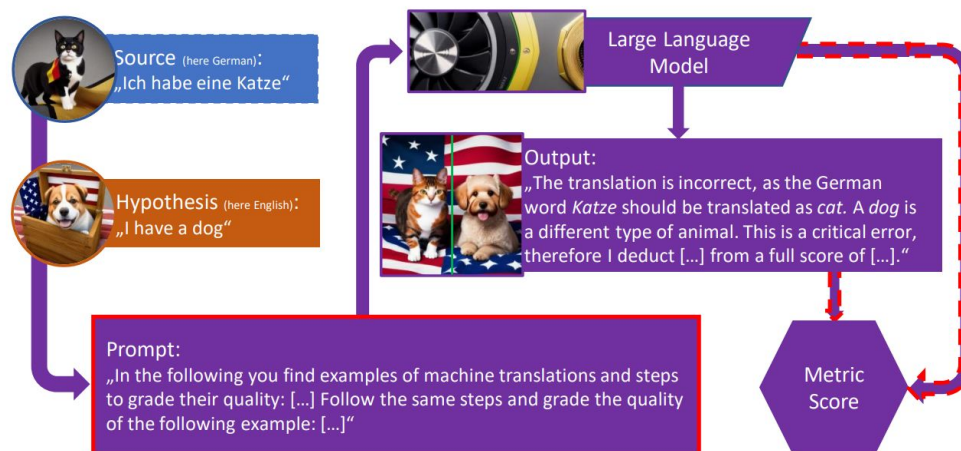 Source (here German):
„Ich habe eine Katze“
Hypothesis (here English):
„I have a dog“
Prompt:
„In the following you find examples of machine translations and steps
to grade their quality: […] Follow the same steps and grade the quality
of the following example: […]“
Large Language
Model
Output:
„The translation is incorrect, as the German
word Katze should be translated as cat. A dog is
a different type of animal. This is a critical error,
therefore I deduct […] from a full score of […].“
Metric
Score